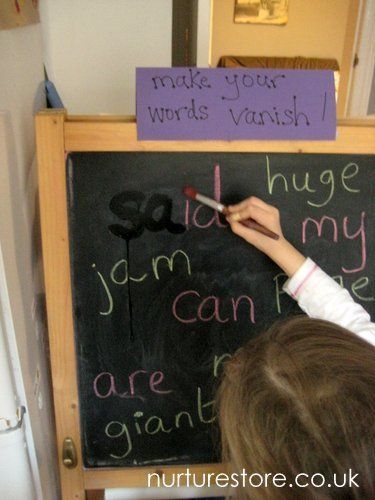 make your
words vanish!
said huge
my
jam
can
are
giant
nurturestore.co.uk